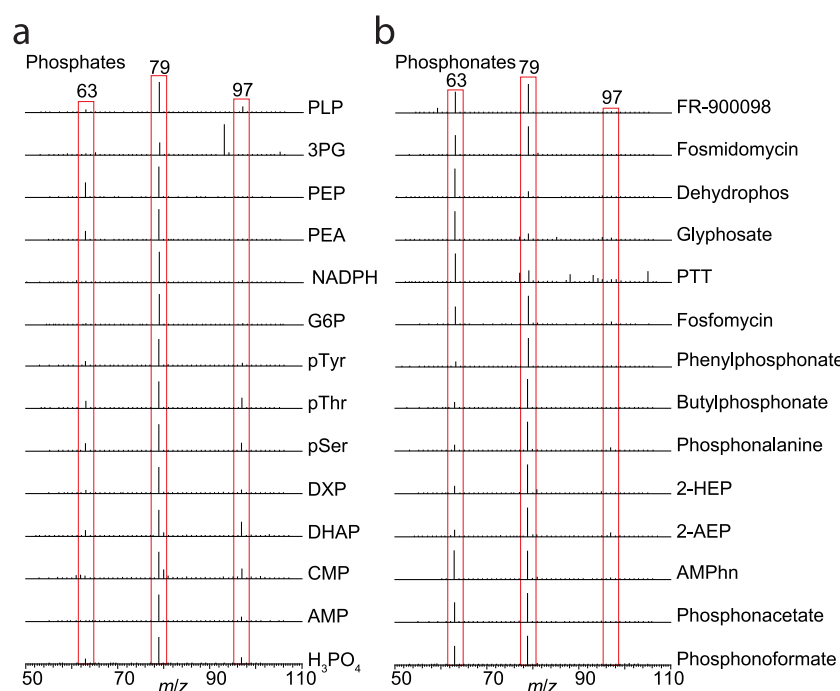 a
Phosphates
63
79
97
PLP
3PG
PEP
PEA
NADPH
G6P
pTyr
pThr
pSer
DXP
DHAP
CMP
AMP
H₃PO₄
50 70 90 110
m/z
b
Phosphonates
63
79
97
FR-900098
Fosmidomycin
Dehydrophos
Glyphosate
PTT
Fosfomycin
Phenylphosphonate
Butylphosphonate
Phosphonalanine
2-HEP
2-AEP
AMPhn
Phosphonacetate
Phosphonoformate
50 70 90 110
m/z